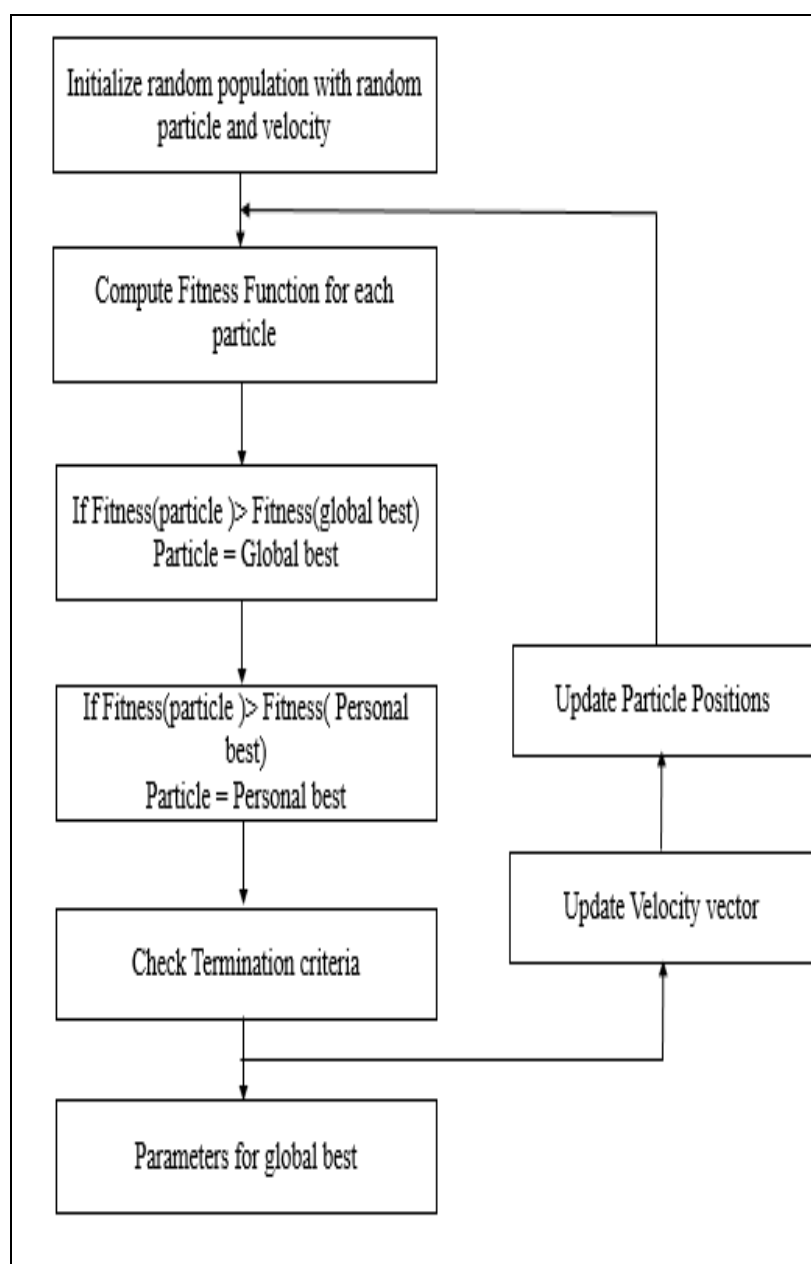 Initialize random population with random
particle and velocity
Compute Fitness Function for each
particle
If Fitness(particle )> Fitness(global best)
Particle = Global best
If Fitness(particle )> Fitness( Personal
best)
Particle = Personal best
Check Termination criteria
Parameters for global best
Update Velocity vector
Update Particle Positions